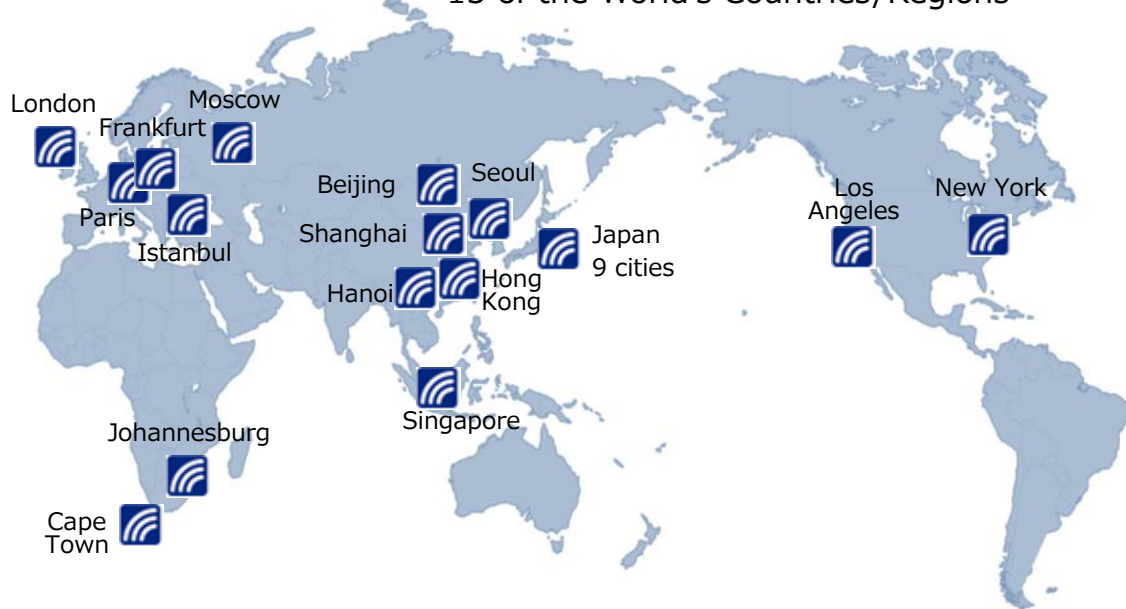 15 of the World's Countries/Regions
London
Moscow
Frankfurt
Paris
Istanbul
Beijing
Seoul
Shanghai
Japan
9 cities
Hanoi
Hong
Kong
Singapore
Los
Angeles
New York
Johannesburg
Cape
Town